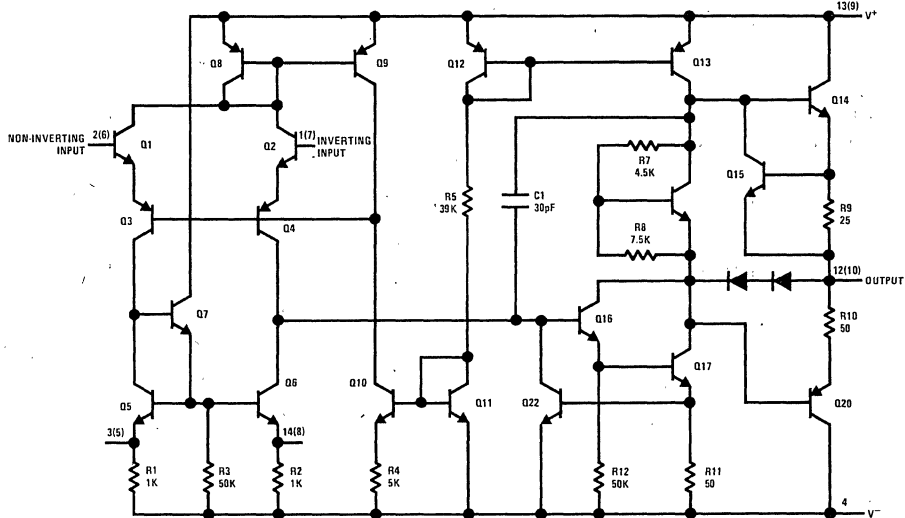 13(9)
V+
Q8
Q9
Q12
Q13
Q14
NON-INVERTING
INPUT
2(6)
Q1
Q2
1(7)
INVERTING
INPUT
R7
4.5K
Q15
R5
39K
C1
30pF
R9
25
Q3
Q4
R8
7.5K
12(10)
OUTPUT
Q7
Q16
R10
50
Q17
Q5
Q6
Q10
Q11
Q22
Q20
3(5)
14(8)
R1
1K
R3
50K
R2
1K
R4
5K
R12
50K
R11
50
4
V-